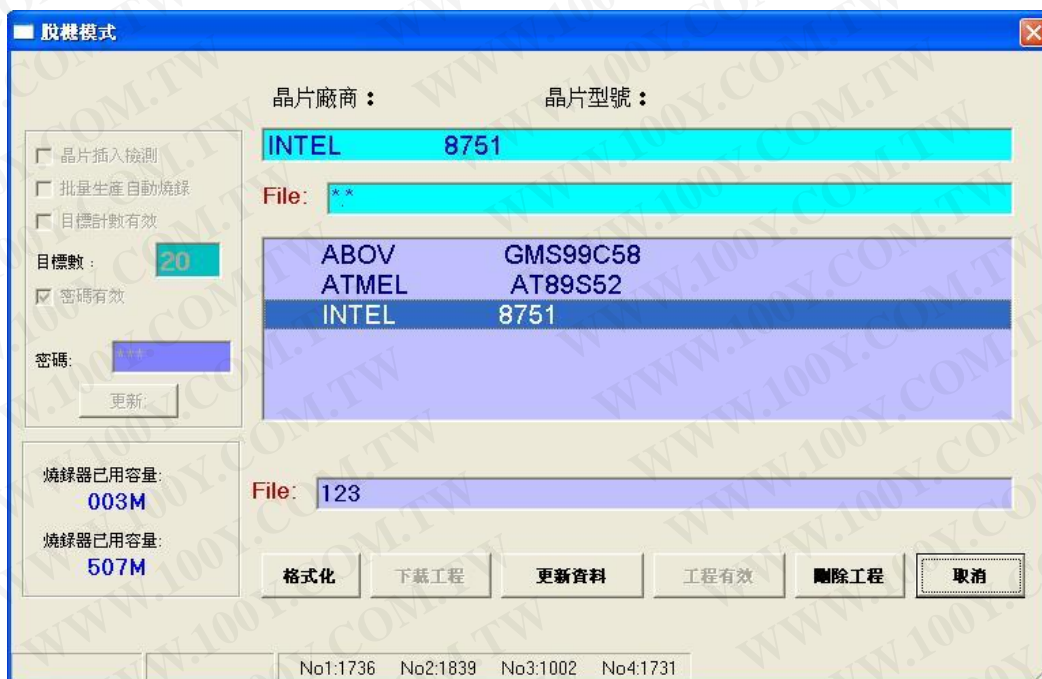 脫機模式
晶片廠商： 晶片型號：
INTEL 8751
File: *.*
晶片插入檢測
批量生產自動燒錄
目標計數有效
目標數： 20
密碼有效
密碼: ***
更新
ABOV GMS99C58
ATMEL AT89S52
INTEL 8751
燒錄器已用容量:
003M
燒錄器已用容量:
507M
File: 123
格式化 下載工程 更新資料 工程有效 刪除工程 取消
No1:1736 No2:1839 No3:1002 No4:1731
WWW.100Y.COM.TW